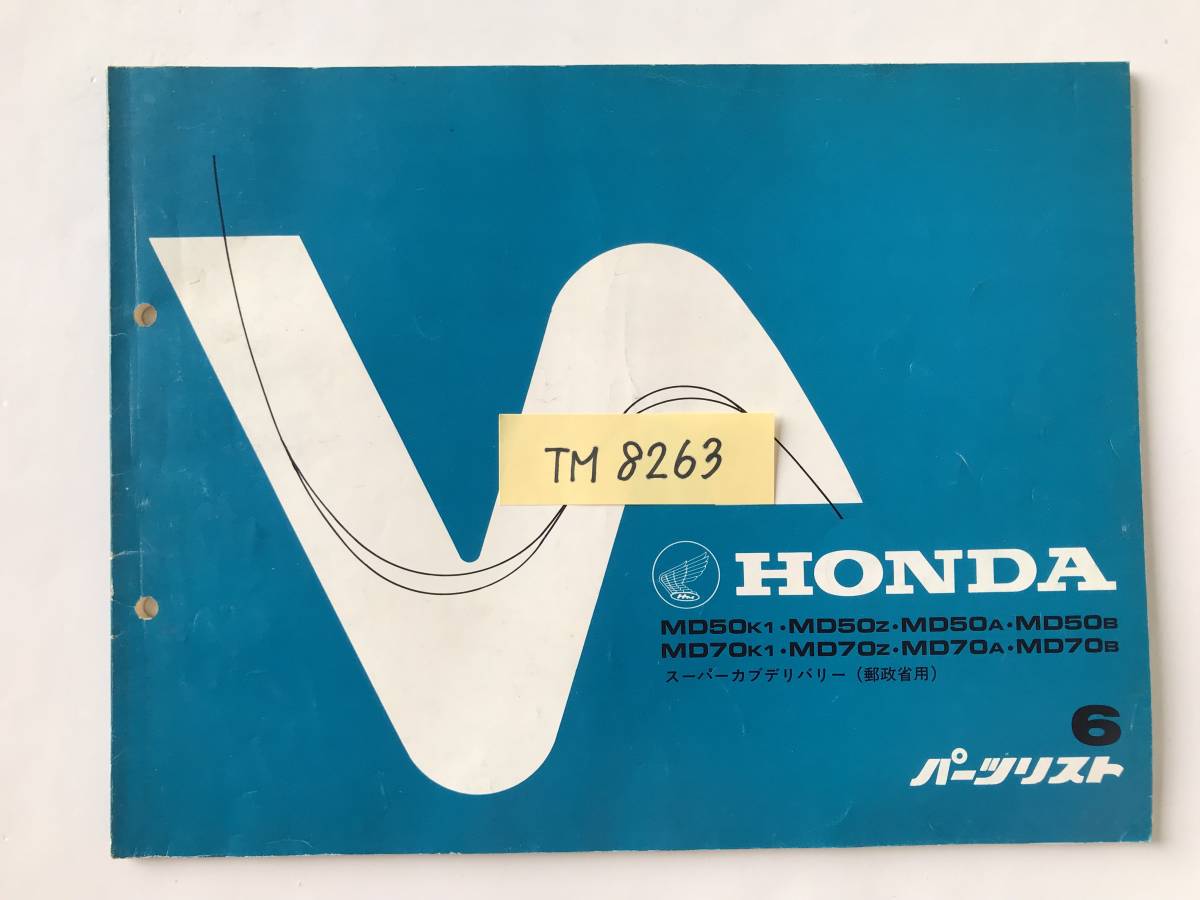 TM 8263
HM
HONDA
MD50K1・MD50Z・MD50A・MD50B
MD70K1・MD70Z・MD70A・MD70B
スーパーカブデリバリー（郵政省用）
6
パーツリスト